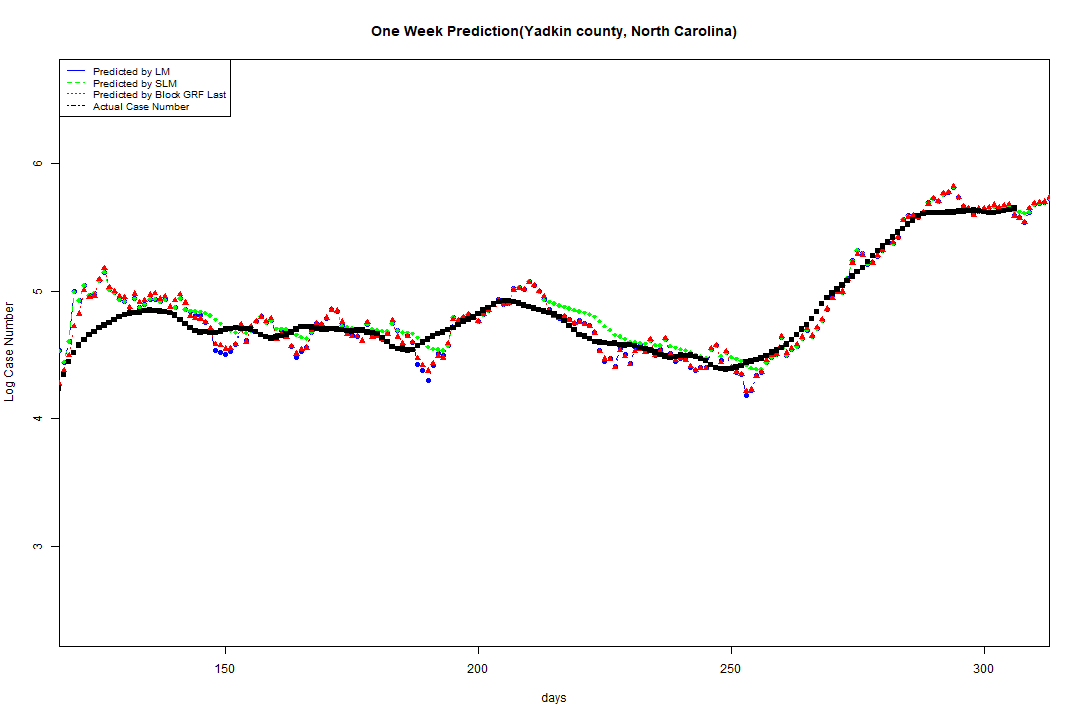 One Week Prediction(Yadkin county, North Carolina)
Predicted by LM
Predicted by SLM
Predicted by Block GRF Last
Actual Case Number
6
5
4
3
Log Case Number
150
200
250
300
days